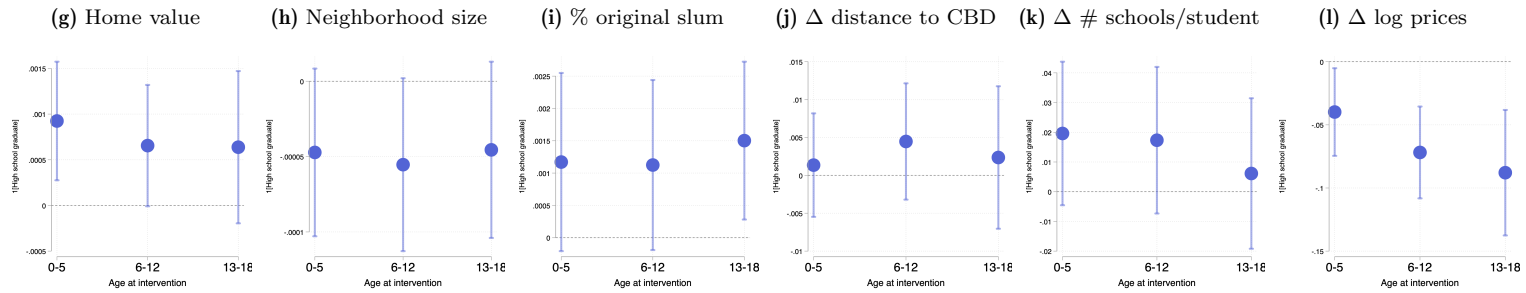 (g) Home value
1[High school graduate]
.0015
.001
.0005
0
-.0005
0-5
6-12
13-18
Age at intervention
(h) Neighborhood size
1[High school graduate]
0
-.00005
-.0001
0-5
6-12
13-18
Age at intervention
(i) % original slum
1[High school graduate]
.0025
.002
.0015
.001
.0005
0
0-5
6-12
13-18
Age at intervention
(j) Δ distance to CBD
1[High school graduate]
.015
.01
.005
0
-.005
-.01
0-5
6-12
13-18
Age at intervention
(k) Δ # schools/student
1[High school graduate]
.04
.03
.02
.01
0
-.01
-.02
0-5
6-12
13-18
Age at intervention
(l) Δ log prices
1[High school graduate]
0
-.05
-.1
-.15
0-5
6-12
13-18
Age at intervention